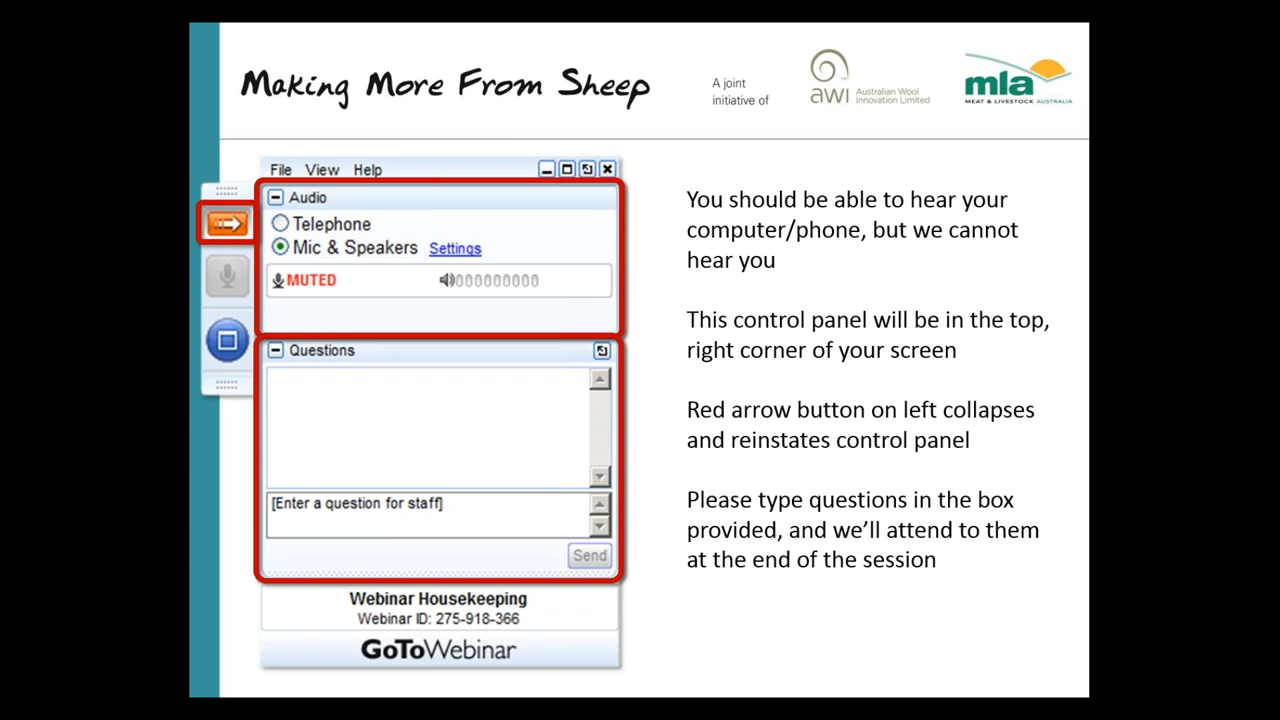 Making More From Sheep
A joint
initiative of
AWI
Australian Wool
Innovation Limited
mla
MEAT & LIVESTOCK AUSTRALIA
File View Help
Audio
Telephone
Mic & Speakers Settings
MUTED
Questions
[Enter a question for staff]
Send
Webinar Housekeeping
Webinar ID: 275-918-366
GoToWebinar
You should be able to hear your
computer/phone, but we cannot
hear you
This control panel will be in the top,
right corner of your screen
Red arrow button on left collapses
and reinstates control panel
Please type questions in the box
provided, and we’ll attend to them
at the end of the session